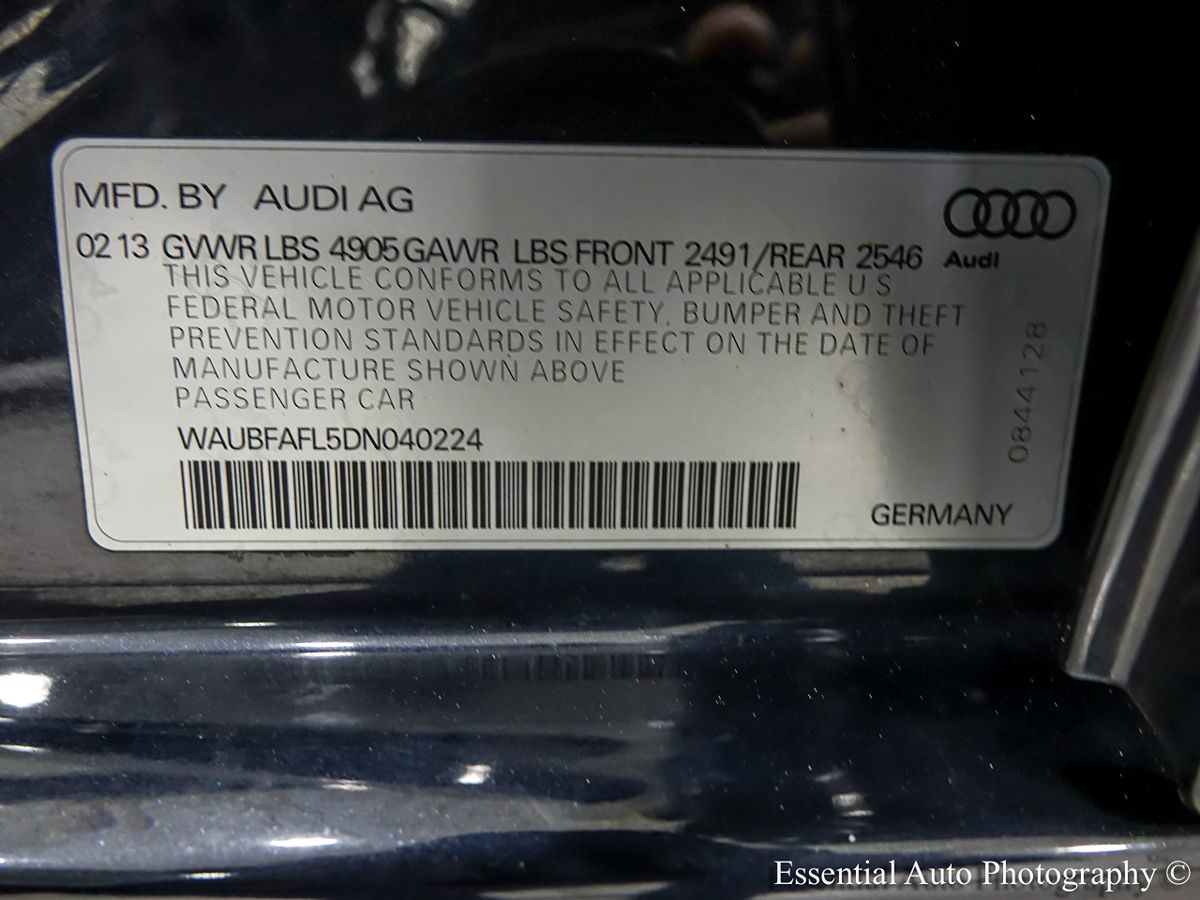 MFD. BY AUDI AG
02 13 GVWR LBS 4905 GAWR LBS FRONT 2491/REAR 2546
Audi
THIS VEHICLE CONFORMS TO ALL APPLICABLE U.S.
FEDERAL MOTOR VEHICLE SAFETY, BUMPER AND THEFT
PREVENTION STANDARDS IN EFFECT ON THE DATE OF
MANUFACTURE SHOWN ABOVE
PASSENGER CAR
WAUBFAFL5DN040224
0844128
GERMANY
Essential Auto Photography ©